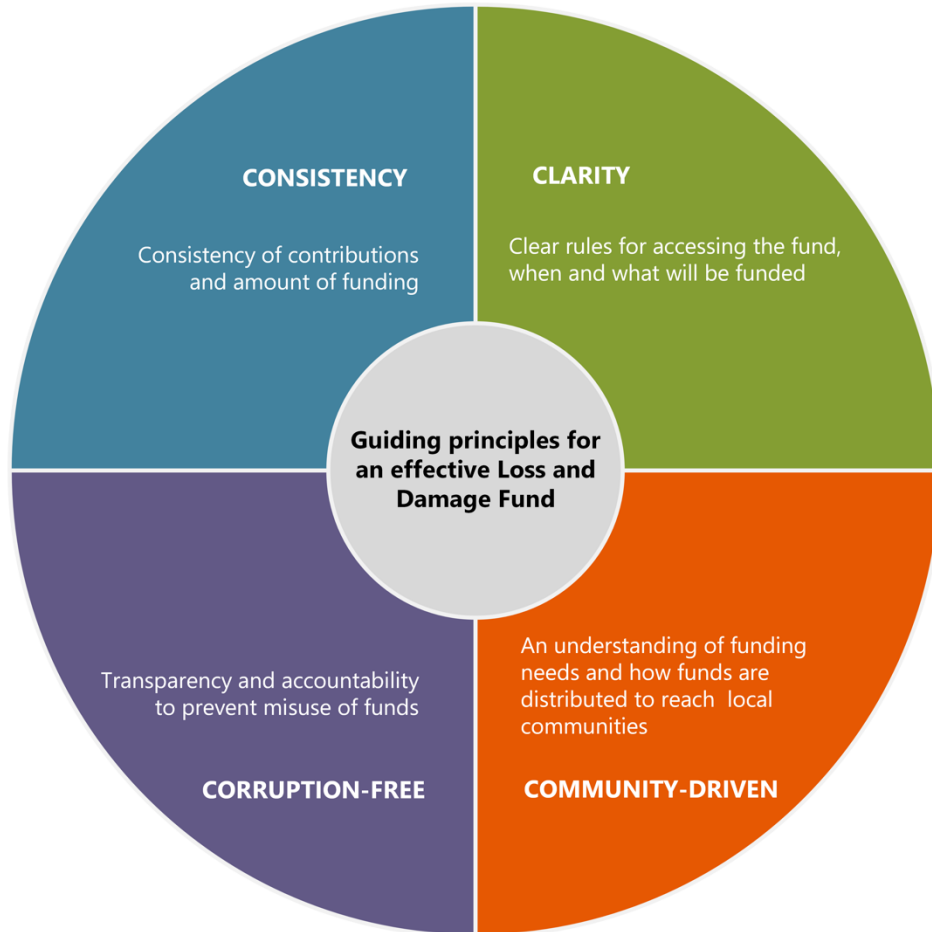 CONSISTENCY
Consistency of contributions
and amount of funding
CLARITY
Clear rules for accessing the fund,
when and what will be funded
Guiding principles for
an effective Loss and
Damage Fund
Transparency and accountability
to prevent misuse of funds
CORRUPTION-FREE
An understanding of funding
needs and how funds are
distributed to reach local
communities
COMMUNITY-DRIVEN